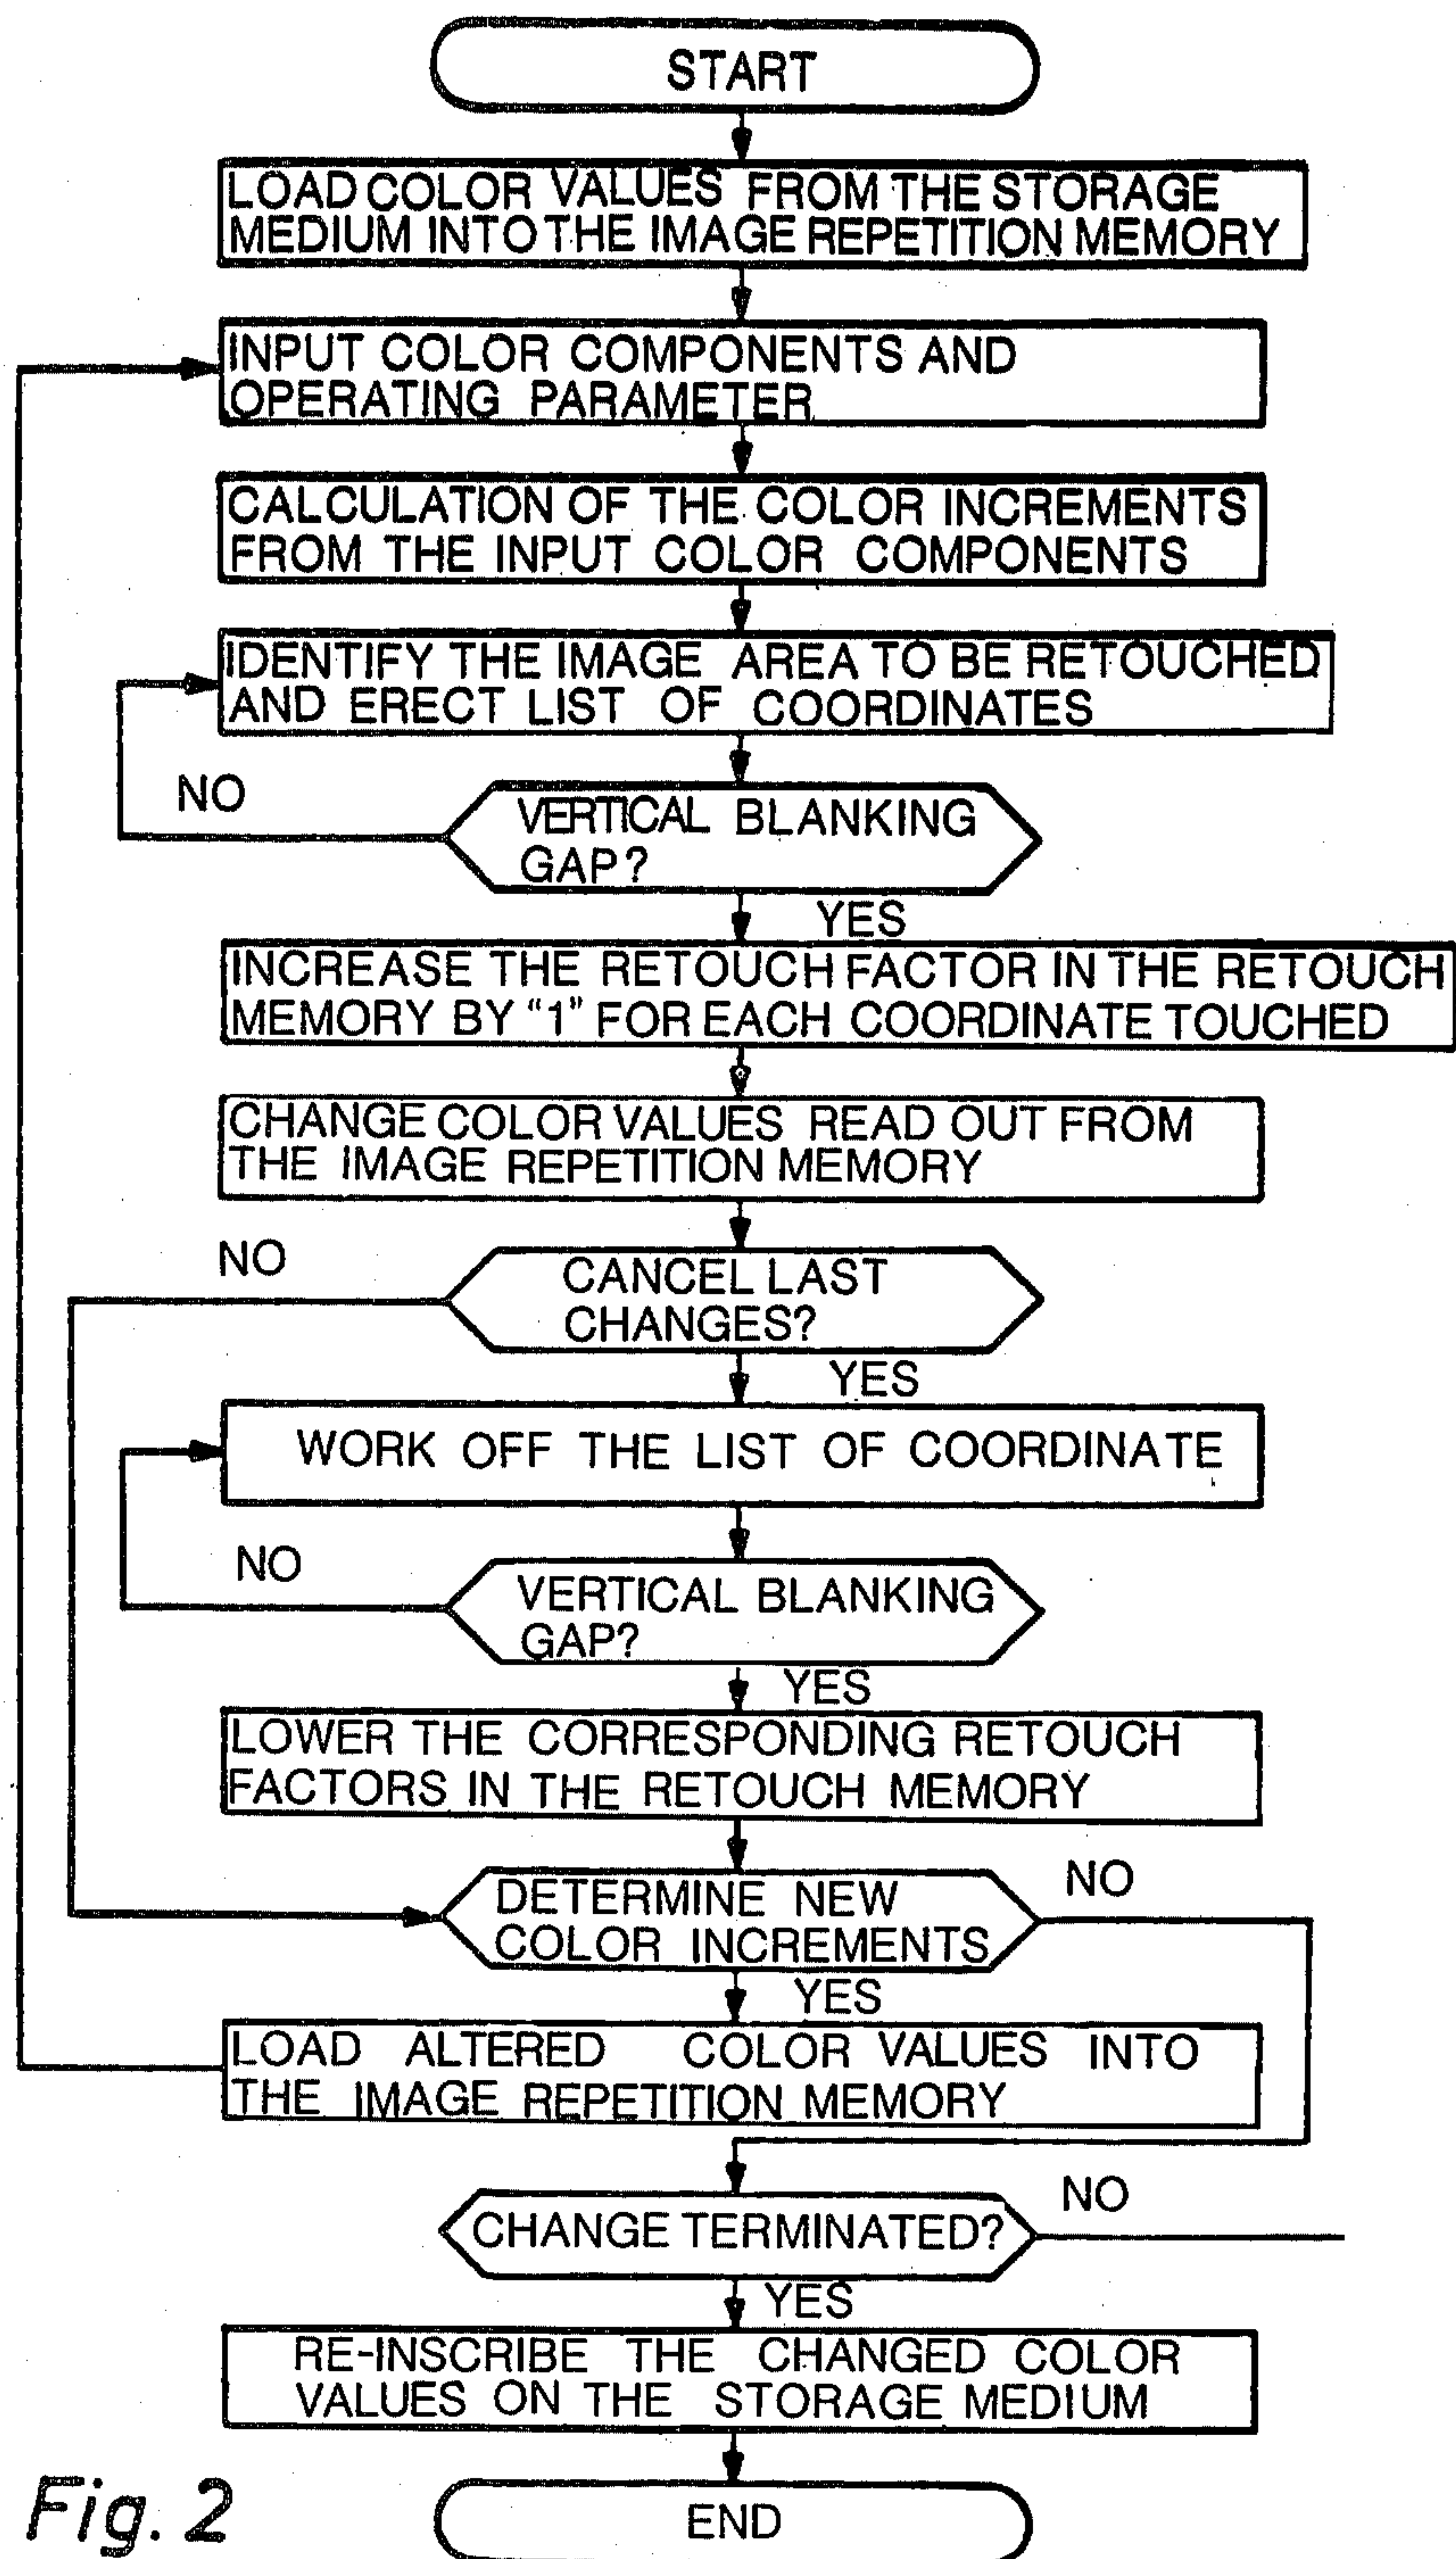 START
LOAD COLOR VALUES FROM THE STORAGE
MEDIUM INTO THE IMAGE REPETITION MEMORY
INPUT COLOR COMPONENTS AND
OPERATING PARAMETER
CALCULATION OF THE COLOR INCREMENTS
FROM THE INPUT COLOR COMPONENTS
IDENTIFY THE IMAGE AREA TO BE RETOUCHED
AND ERECT LIST OF COORDINATES
NO
VERTICAL BLANKING
GAP?
YES
INCREASE THE RETOUCH FACTOR IN THE RETOUCH
MEMORY BY "1" FOR EACH COORDINATE TOUCHED
CHANGE COLOR VALUES READ OUT FROM
THE IMAGE REPETITION MEMORY
NO
CANCEL LAST
CHANGES?
YES
WORK OFF THE LIST OF COORDINATE
NO
VERTICAL BLANKING
GAP?
YES
LOWER THE CORRESPONDING RETOUCH
FACTORS IN THE RETOUCH MEMORY
NO
DETERMINE NEW
COLOR INCREMENTS
YES
LOAD ALTERED COLOR VALUES INTO
THE IMAGE REPETITION MEMORY
NO
CHANGE TERMINATED?
YES
RE-INSCRIBE THE CHANGED COLOR
VALUES ON THE STORAGE MEDIUM
END
Fig. 2